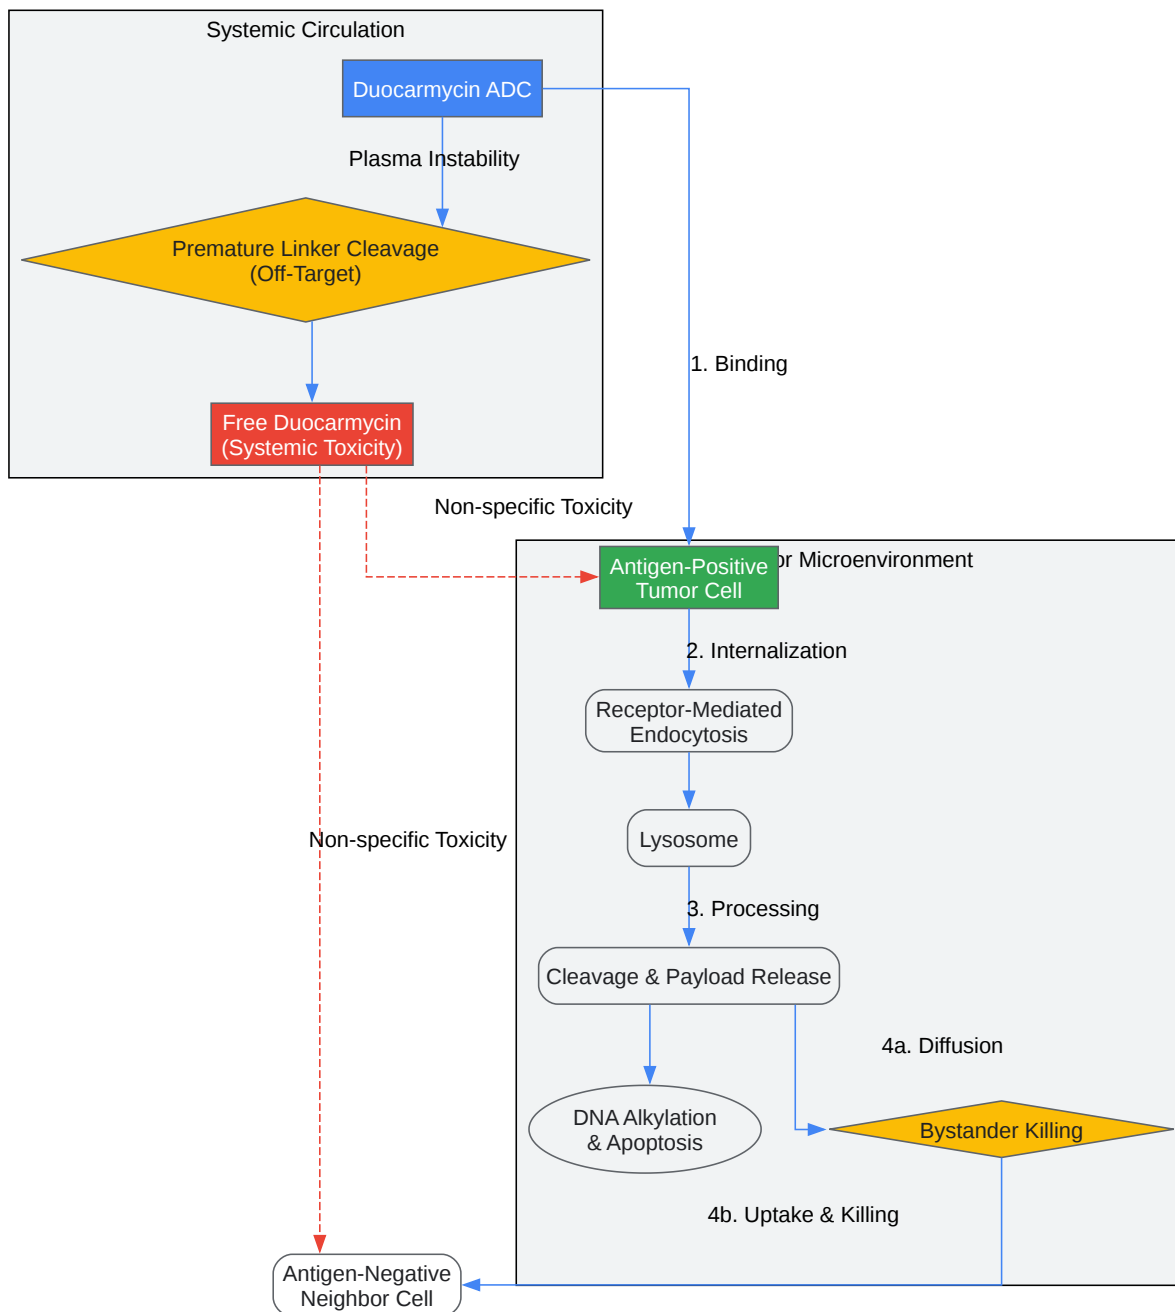 Systemic Circulation
Duocarmycin ADC
Plasma Instability
Premature Linker Cleavage
(Off-Target)
1. Binding
Free Duocarmycin
(Systemic Toxicity)
Non-specific Toxicity
Microenvironment
Antigen-Positive
Tumor Cell
2. Internalization
Receptor-Mediated
Endocytosis
Lysosome
Non-specific Toxicity
3. Processing
Cleavage & Payload Release
4a. Diffusion
DNA Alkylation
& Apoptosis
Bystander Killing
4b. Uptake & Killing
Antigen-Negative
Neighbor Cell